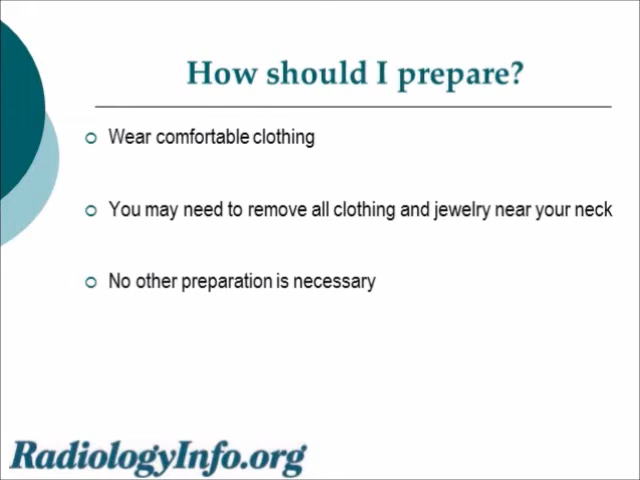 How should I prepare?
Wear comfortable clothing
You may need to remove all clothing and jewelry near your neck
No other preparation is necessary
RadiologyInfo.org